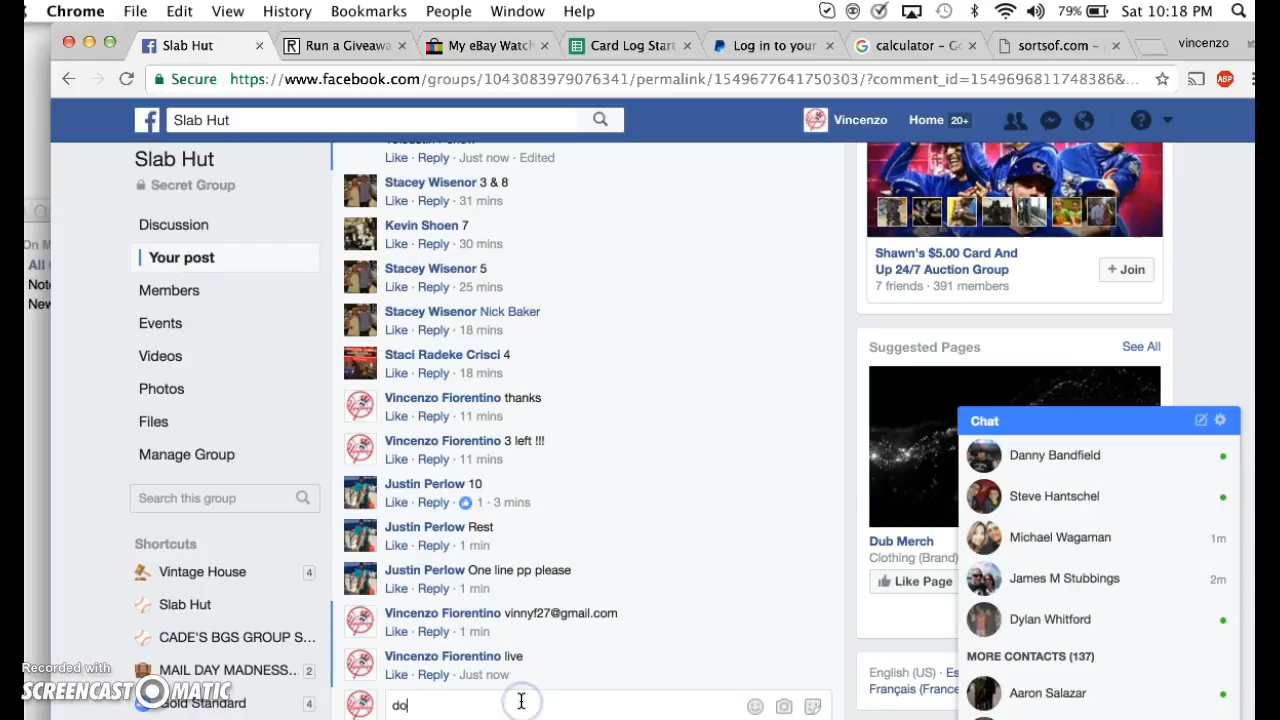 Chrome File Edit View History Bookmarks People Window Help 79% Sat 10:18 PM
Slab Hut Run a Giveawa My eBay Watch Card Log Start Log in to your calculator - Go sortsof.com - vincenzo
Secure https://www.facebook.com/groups/1043083979076341/permalink/1549677641750303/?comment_id=1549696811748386&... ABP
Slab Hut Vincenzo Home 20+
Slab Hut
Secret Group
Discussion
Your post
Members
Events
Videos
Photos
Files
Manage Group
Search this group
Shortcuts
Vintage House 4
Slab Hut
CADE'S BGS GROUP S...
MAIL DAY MADNESS... 2
Gold Standard 4
On M
All
Note
New
Like · Reply · Just now · Edited
Stacey Wisenor 3 & 8
Like · Reply · 31 mins
Kevin Shoen 7
Like · Reply · 30 mins
Stacey Wisenor 5
Like · Reply · 25 mins
Stacey Wisenor Nick Baker
Like · Reply · 18 mins
Staci Radeke Crisci 4
Like · Reply · 18 mins
Vincenzo Fiorentino thanks
Like · Reply · 11 mins
Vincenzo Fiorentino 3 left !!!
Like · Reply · 11 mins
Justin Perlow 10
Like · Reply · 1 · 3 mins
Justin Perlow Rest
Like · Reply · 1 min
Justin Perlow One line pp please
Like · Reply · 1 min
Vincenzo Fiorentino vinnyf27@gmail.com
Like · Reply · 1 min
Vincenzo Fiorentino live
Like · Reply · Just now
do
Shawn's $5.00 Card And
Up 24/7 Auction Group
7 friends · 391 members
+ Join
Suggested Pages See All
Dub Merch
Clothing (Brand)
Like Page
English (US) · Es
Français (France
Chat
Danny Bandfield
Steve Hantschel
Michael Wagaman 1m
James M Stubbings 2m
Dylan Whitford
MORE CONTACTS (137)
Aaron Salazar
Recorded with
SCREENCAST-O-MATIC